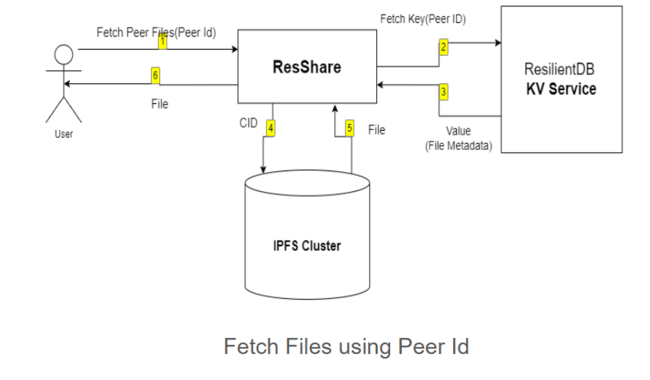 Fetch Peer Files(Peer Id)
1
Fetch Key(Peer ID)
2
ResShare
ResilientDB
KV Service
6
3
File
User
CID
4
5
File
Value
(File Metadata)
IPFS Cluster
Fetch Files using Peer Id